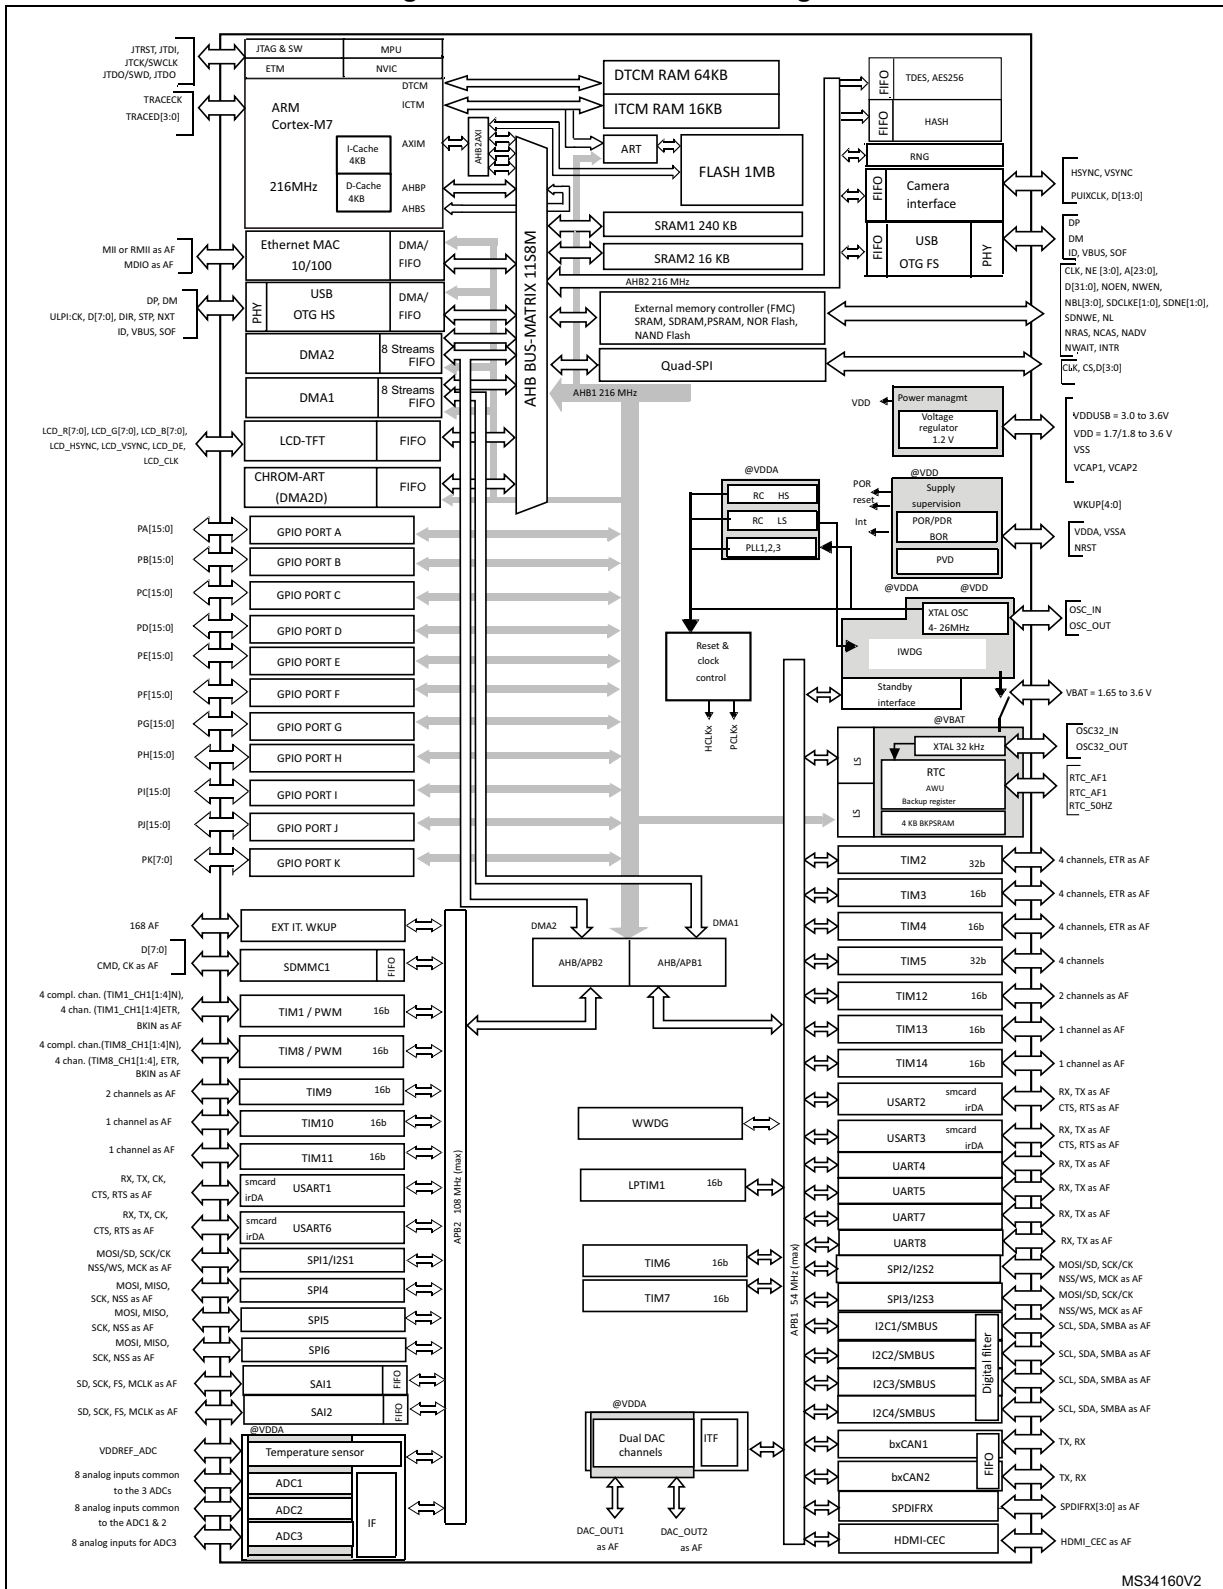 JTRST, JTDI,
JTCK/SWCLK
JTDO/SWD, JTDO
TRACECK
TRACED[3:0]
JTAG & SW
MPU
ETM
NVIC
DTCM
ICTM
ARM
Cortex-M7
AXIM
I-Cache
4KB
D-Cache
4KB
216MHz
AHBP
AHBS
AHB2AXI
DTCM RAM 64KB
ITCM RAM 16KB
ART
FLASH 1MB
SRAM1 240 KB
SRAM2 16 KB
AHB2 216 MHz
External memory controller (FMC)
SRAM, SDRAM,PSRAM, NOR Flash,
NAND Flash
Quad-SPI
AHB1 216 MHz
AHB BUS-MATRIX 11S8M
FIFO
TDES, AES256
FIFO
HASH
RNG
FIFO
Camera
interface
FIFO
USB
OTG FS
PHY
HSYNC, VSYNC
PUIXCLK, D[13:0]
DP
DM
ID, VBUS, SOF
CLK, NE [3:0], A[23:0],
D[31:0], NOEN, NWEN,
NBL[3:0], SDCLKE[1:0], SDNE[1:0],
SDNWE, NL
NRAS, NCAS, NADV
NWAIT, INTR
CLK, CS,D[3:0]
MII or RMII as AF
MDIO as AF
Ethernet MAC
10/100
DMA/
FIFO
DP, DM
ULPI:CK, D[7:0], DIR, STP, NXT
ID, VBUS, SOF
PHY
USB
OTG HS
DMA/
FIFO
DMA2
8 Streams
FIFO
DMA1
8 Streams
FIFO
LCD_R[7:0], LCD_G[7:0], LCD_B[7:0],
LCD_HSYNC, LCD_VSYNC, LCD_DE,
LCD_CLK
LCD-TFT
FIFO
CHROM-ART
(DMA2D)
FIFO
VDD
Power managmt
Voltage
regulator
1.2 V
VDDUSB = 3.0 to 3.6V
VDD = 1.7/1.8 to 3.6 V
VSS
VCAP1, VCAP2
@VDDA
RC HS
RC LS
PLL1,2,3
@VDD
POR
reset
Int
Supply
supervision
POR/PDR
BOR
PVD
WKUP[4:0]
VDDA, VSSA
NRST
@VDDA
@VDD
XTAL OSC
4- 26MHz
IWDG
OSC_IN
OSC_OUT
Standby
interface
VBAT = 1.65 to 3.6 V
@VBAT
LS
LS
XTAL 32 kHz
RTC
AWU
Backup register
4 KB BKPSRAM
OSC32_IN
OSC32_OUT
RTC_AF1
RTC_AF1
RTC_50HZ
Reset &
clock
control
HCLKx
PCLKx
PA[15:0]
GPIO PORT A
PB[15:0]
GPIO PORT B
PC[15:0]
GPIO PORT C
PD[15:0]
GPIO PORT D
PE[15:0]
GPIO PORT E
PF[15:0]
GPIO PORT F
PG[15:0]
GPIO PORT G
PH[15:0]
GPIO PORT H
PI[15:0]
GPIO PORT I
PJ[15:0]
GPIO PORT J
PK[7:0]
GPIO PORT K
DMA2
DMA1
AHB/APB2
AHB/APB1
168 AF
EXT IT. WKUP
D[7:0]
CMD, CK as AF
SDMMC1
FIFO
4 compl. chan. (TIM1_CH1[1:4]N),
4 chan. (TIM1_CH1[1:4]ETR,
BKIN as AF
TIM1 / PWM
16b
4 compl. chan.(TIM8_CH1[1:4]N),
4 chan. (TIM8_CH1[1:4], ETR,
BKIN as AF
TIM8 / PWM
16b
2 channels as AF
TIM9
16b
1 channel as AF
TIM10
16b
1 channel as AF
TIM11
16b
RX, TX, CK,
CTS, RTS as AF
smcard
irDA
USART1
RX, TX, CK,
CTS, RTS as AF
smcard
irDA
USART6
MOSI/SD, SCK/CK
NSS/WS, MCK as AF
SPI1/I2S1
MOSI, MISO,
SCK, NSS as AF
SPI4
MOSI, MISO,
SCK, NSS as AF
SPI5
MOSI, MISO,
SCK, NSS as AF
SPI6
SD, SCK, FS, MCLK as AF
SAI1
FIFO
SD, SCK, FS, MCLK as AF
SAI2
FIFO
@VDDA
VDDREF_ADC
Temperature sensor
8 analog inputs common
to the 3 ADCs
ADC1
8 analog inputs common
to the ADC1 & 2
ADC2
8 analog inputs for ADC3
ADC3
IF
APB2 108 MHz (max)
WWDG
LPTIM1
16b
TIM6
16b
TIM7
16b
@VDDA
Dual DAC
channels
ITF
DAC_OUT1
as AF
DAC_OUT2
as AF
APB1 54 MHz (max)
TIM2
32b
4 channels, ETR as AF
TIM3
16b
4 channels, ETR as AF
TIM4
16b
4 channels, ETR as AF
TIM5
32b
4 channels
TIM12
16b
2 channels as AF
TIM13
16b
1 channel as AF
TIM14
16b
1 channel as AF
USART2
smcard
irDA
RX, TX as AF
CTS, RTS as AF
USART3
smcard
irDA
RX, TX as AF
CTS, RTS as AF
UART4
RX, TX as AF
UART5
RX, TX as AF
UART7
RX, TX as AF
UART8
RX, TX as AF
SPI2/I2S2
MOSI/SD, SCK/CK
NSS/WS, MCK as AF
SPI3/I2S3
MOSI/SD, SCK/CK
NSS/WS, MCK as AF
I2C1/SMBUS
SCL, SDA, SMBA as AF
I2C2/SMBUS
SCL, SDA, SMBA as AF
I2C3/SMBUS
SCL, SDA, SMBA as AF
I2C4/SMBUS
SCL, SDA, SMBA as AF
Digital filter
bxCAN1
TX, RX
bxCAN2
TX, RX
FIFO
SPDIFRX
SPDIFRX[3:0] as AF
HDMI-CEC
HDMI_CEC as AF
MS34160V2